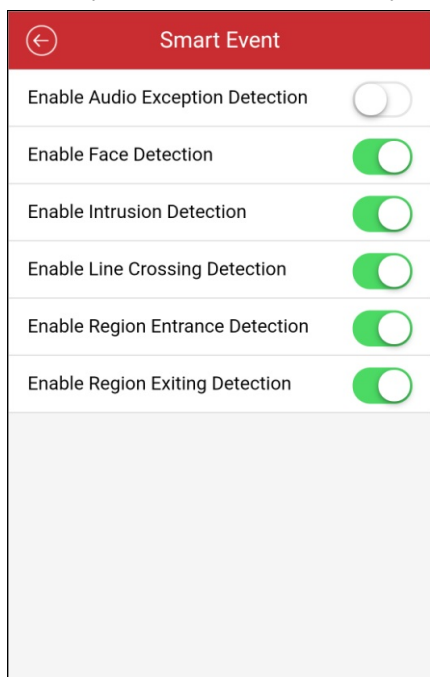 Smart Event
Enable Audio Exception Detection
Enable Face Detection
Enable Intrusion Detection
Enable Line Crossing Detection
Enable Region Entrance Detection
Enable Region Exiting Detection